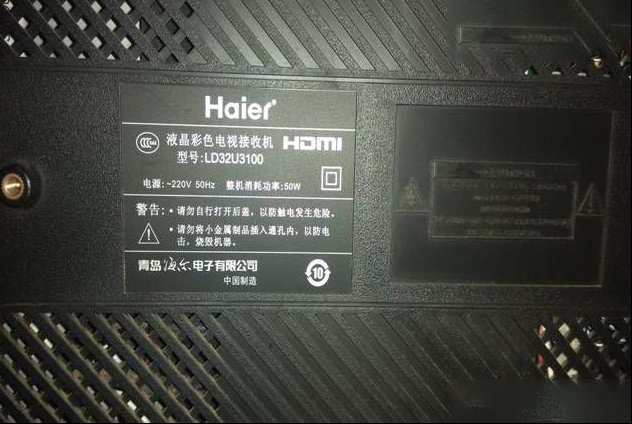 Haier
液晶彩色电视接收机 HDMI
型号:LD32U3100
电源:~220V 50Hz 整机消耗功率:50W
警告: •请勿自行打开后盖，以防触电发生危险。
•请勿将小金属制品插入通孔内，以防电
击，烧毁机器。
青岛海尔电子有限公司
中国制造
10